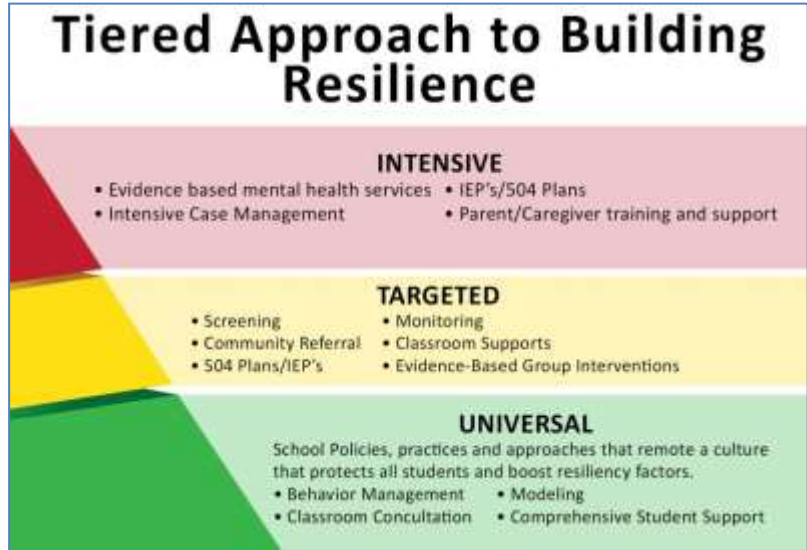 Tiered Approach to Building
Resilience
INTENSIVE
• Evidence based mental health services • IEP's/504 Plans
• Intensive Case Management • Parent/Caregiver training and support
TARGETED
• Screening • Monitoring
• Community Referral • Classroom Supports
• 504 Plans/IEP's • Evidence-Based Group Interventions
UNIVERSAL
School Policies, practices and approaches that remote a culture
that protects all students and boost resiliency factors.
• Behavior Management • Modeling
• Classroom Concultation • Comprehensive Student Support